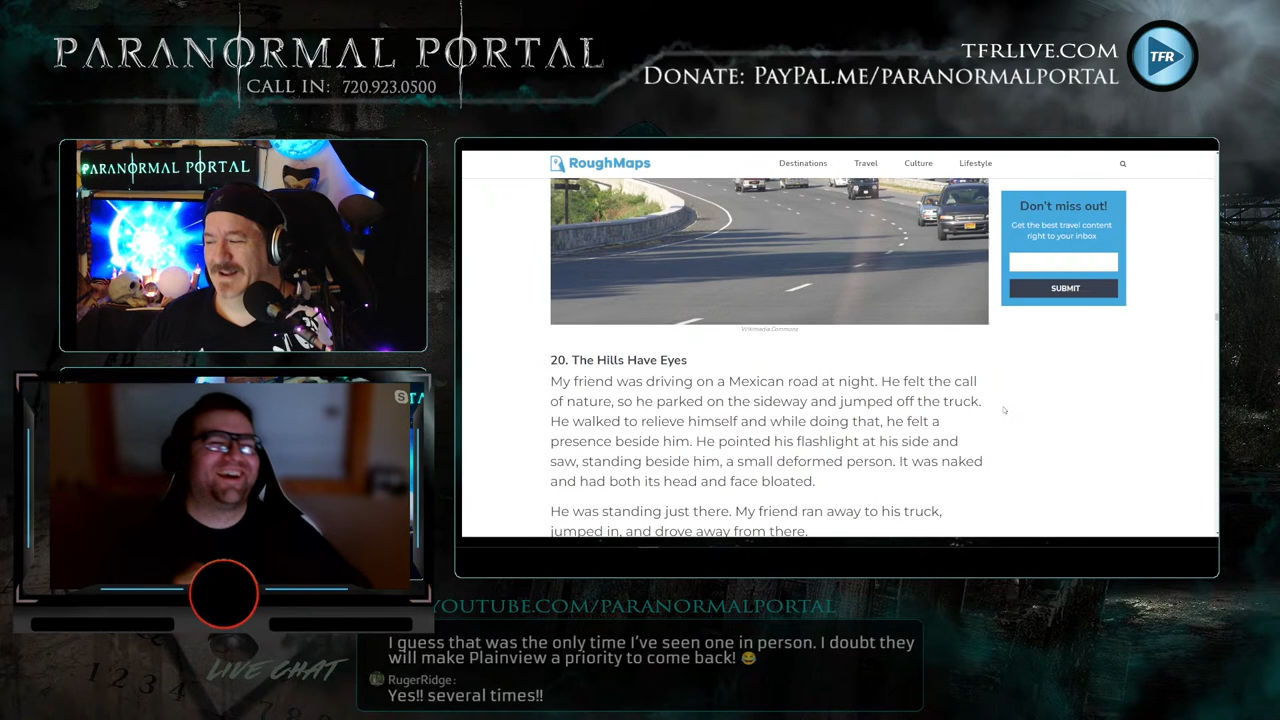 PARANORMAL PORTAL
CALL IN: 720.923.0500
TFRLIVE.COM
DONATE: PAYPAL.ME/PARANORMALPORTAL
TFR
PARANORMAL PORTAL
RoughMaps
Destinations Travel Culture Lifestyle
Don't miss out!
Get the best travel content
right to your inbox
SUBMIT
Wikimedia Commons
20. The Hills Have Eyes
My friend was driving on a Mexican road at night. He felt the call
of nature, so he parked on the sideway and jumped off the truck.
He walked to relieve himself and while doing that, he felt a
presence beside him. He pointed his flashlight at his side and
saw, standing beside him, a small deformed person. It was naked
and had both its head and face bloated.
He was standing just there. My friend ran away to his truck,
jumped in, and drove away from there.
YOUTUBE.COM/PARANORMALPORTAL
LIVE CHAT
1 2 3 4
I guess that was the only time I've seen one in person. I doubt they
will make Plainview a priority to come back! 😂
RugerRidge:
Yes!! several times!!